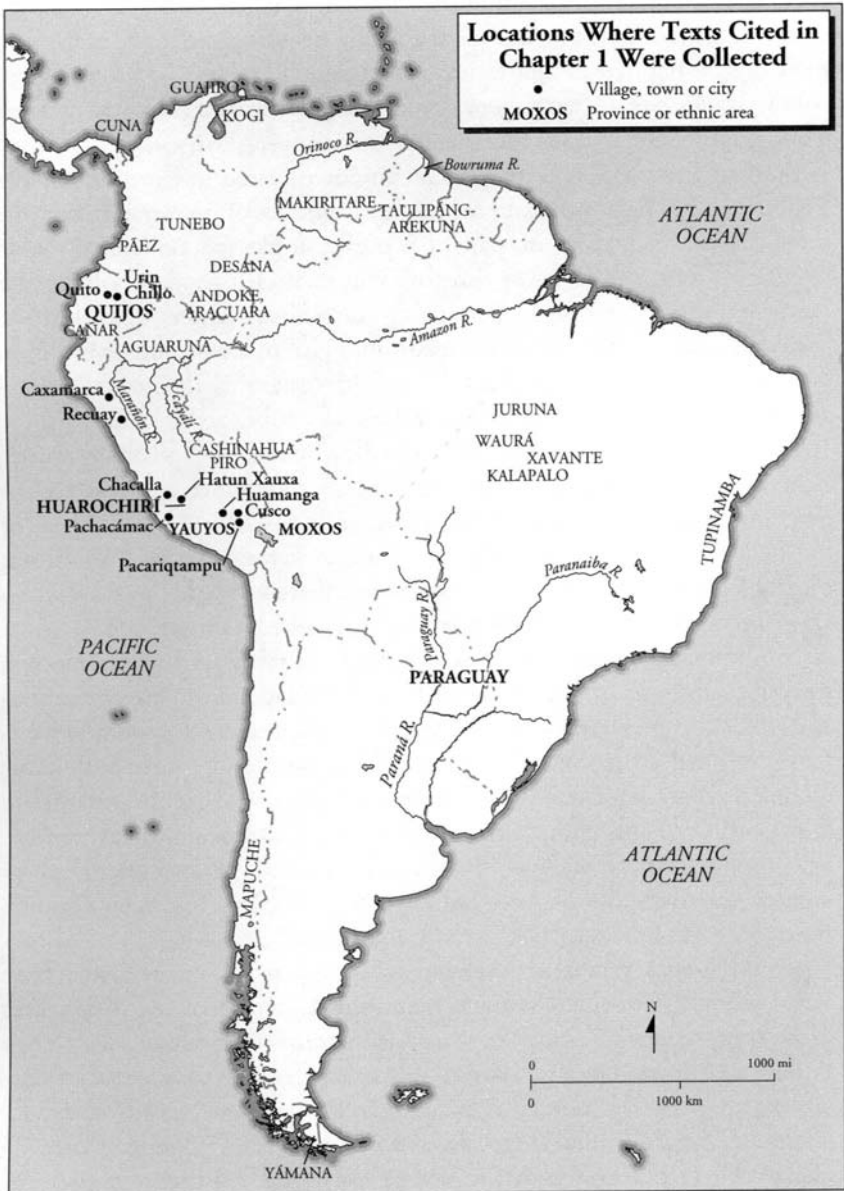 Locations Where Texts Cited in
Chapter 1 Were Collected
• Village, town or city
MOXOS Province or ethnic area
GUAJIRO
KOGI
CUNA
Orinoco R.
Bowruma R.
MAKIRITARE
TAULIPANG-
AREKUNA
ATLANTIC
OCEAN
TUNEBO
PÁEZ
DESANA
Quito
Urin
Chillo
QUIJOS
ANDOKE,
ARACUARA
CAÑAR
AGUARUNA
Amazon R.
Caxamarca
Marañón R.
Ucayali R.
Recuay
JURUNA
WAURÁ
XAVANTE
KALAPALO
CASHINAHUA
PIRO
Chacalla
Hatun Xauxa
HUAROCHIRÍ
Huamanga
Cusco
Pachacámac
YAUYOS
MOXOS
TUPINAMBA
Pacariqtampu
Paranaiba R.
Paraguay R.
PACIFIC
OCEAN
PARAGUAY
Paraná R.
ATLANTIC
OCEAN
MAPUCHE
N
0 1000 mi
0 1000 km
YÁMANA